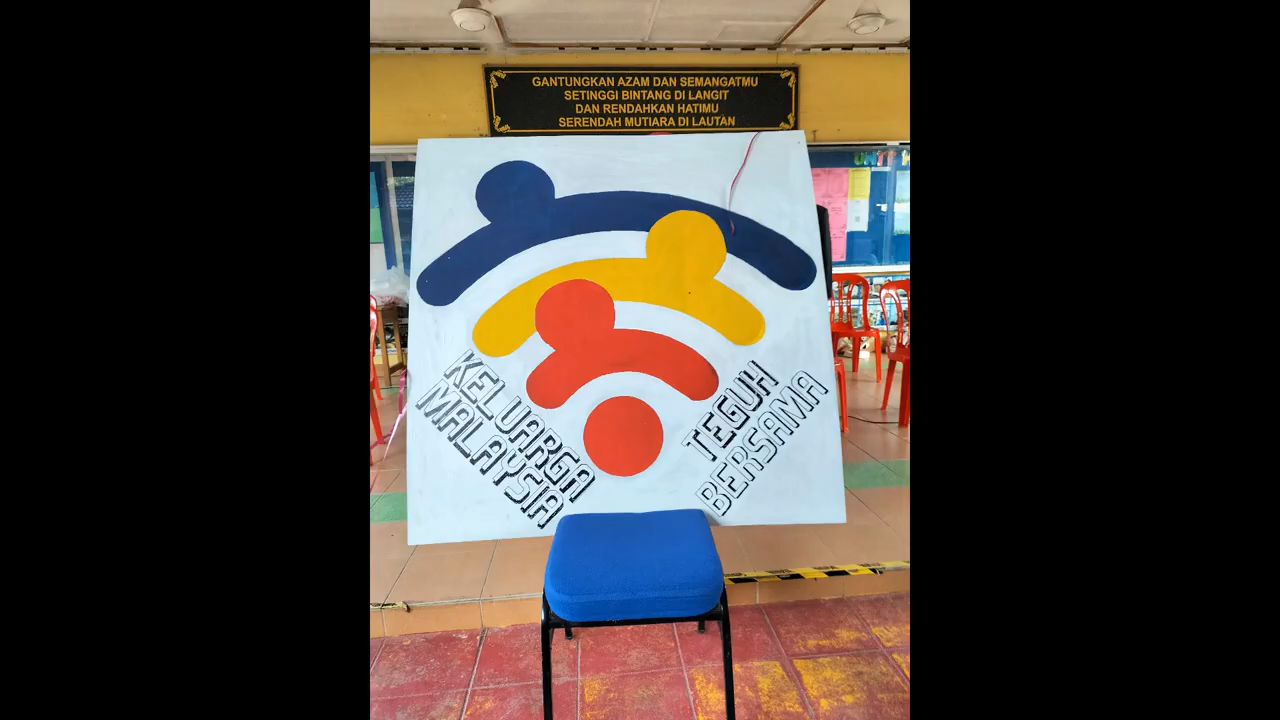 GANTUNGKAN AZAM DAN SEMANGATMU
SETINGGI BINTANG DI LANGIT
DAN RENDAHKAN HATIMU
SERENDAH MUTIARA DI LAUTAN
KELUARGA
MALAYSIA
TEGUH
BERSAMA